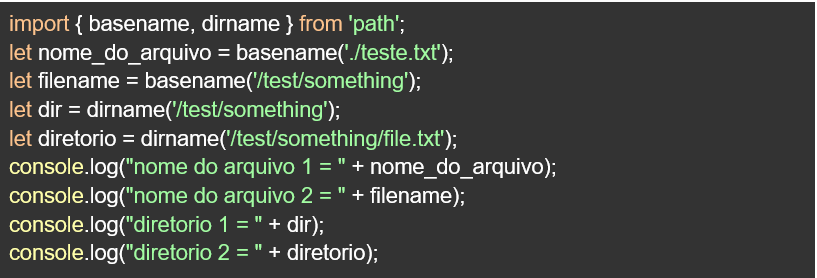 import { basename, dirname } from 'path';
let nome_do_arquivo = basename('./teste.txt');
let filename = basename('/test/something');
let dir = dirname('/test/something');
let diretorio = dirname('/test/something/file.txt');
console.log("nome do arquivo 1 = " + nome_do_arquivo);
console.log("nome do arquivo 2 = " + filename);
console.log("diretorio 1 = " + dir);
console.log("diretorio 2 = " + diretorio);